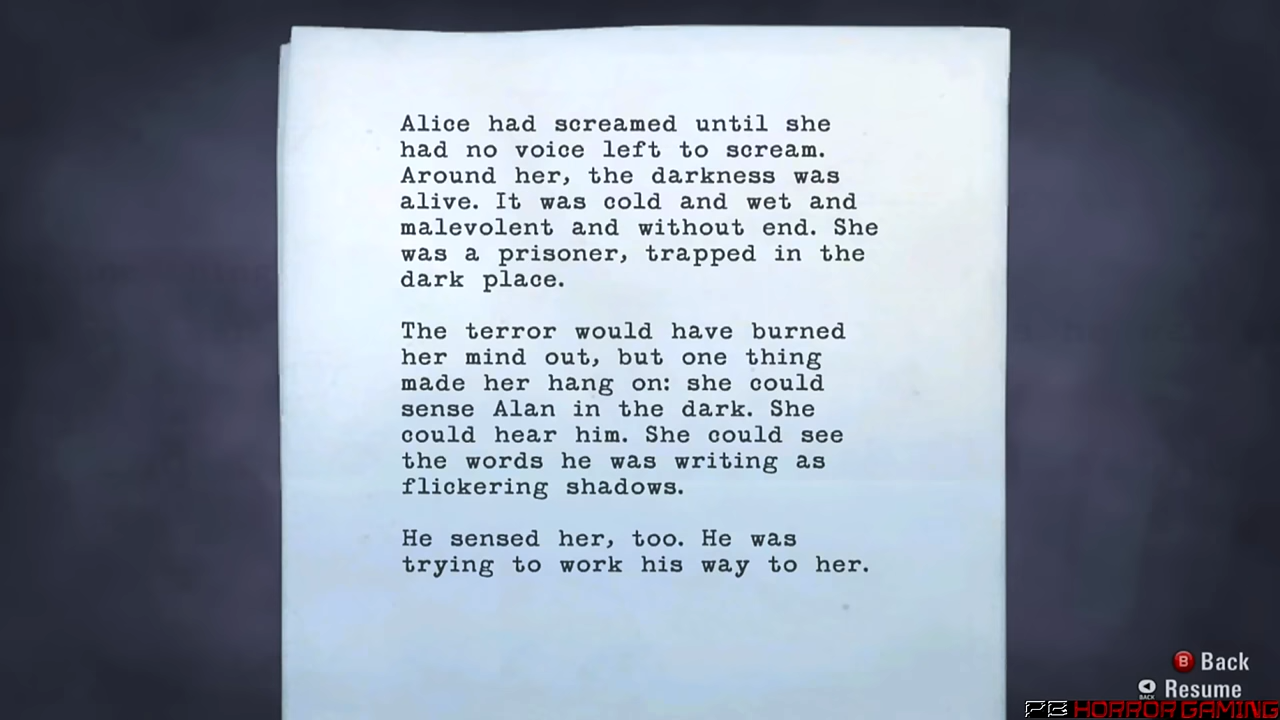 Alice had screamed until she
had no voice left to scream.
Around her, the darkness was
alive. It was cold and wet and
malevolent and without end. She
was a prisoner, trapped in the
dark place.
The terror would have burned
her mind out, but one thing
made her hang on: she could
sense Alan in the dark. She
could hear him. She could see
the words he was writing as
flickering shadows.
He sensed her, too. He was
trying to work his way to her.
B Back
BACK Resume
HORROR GAMING